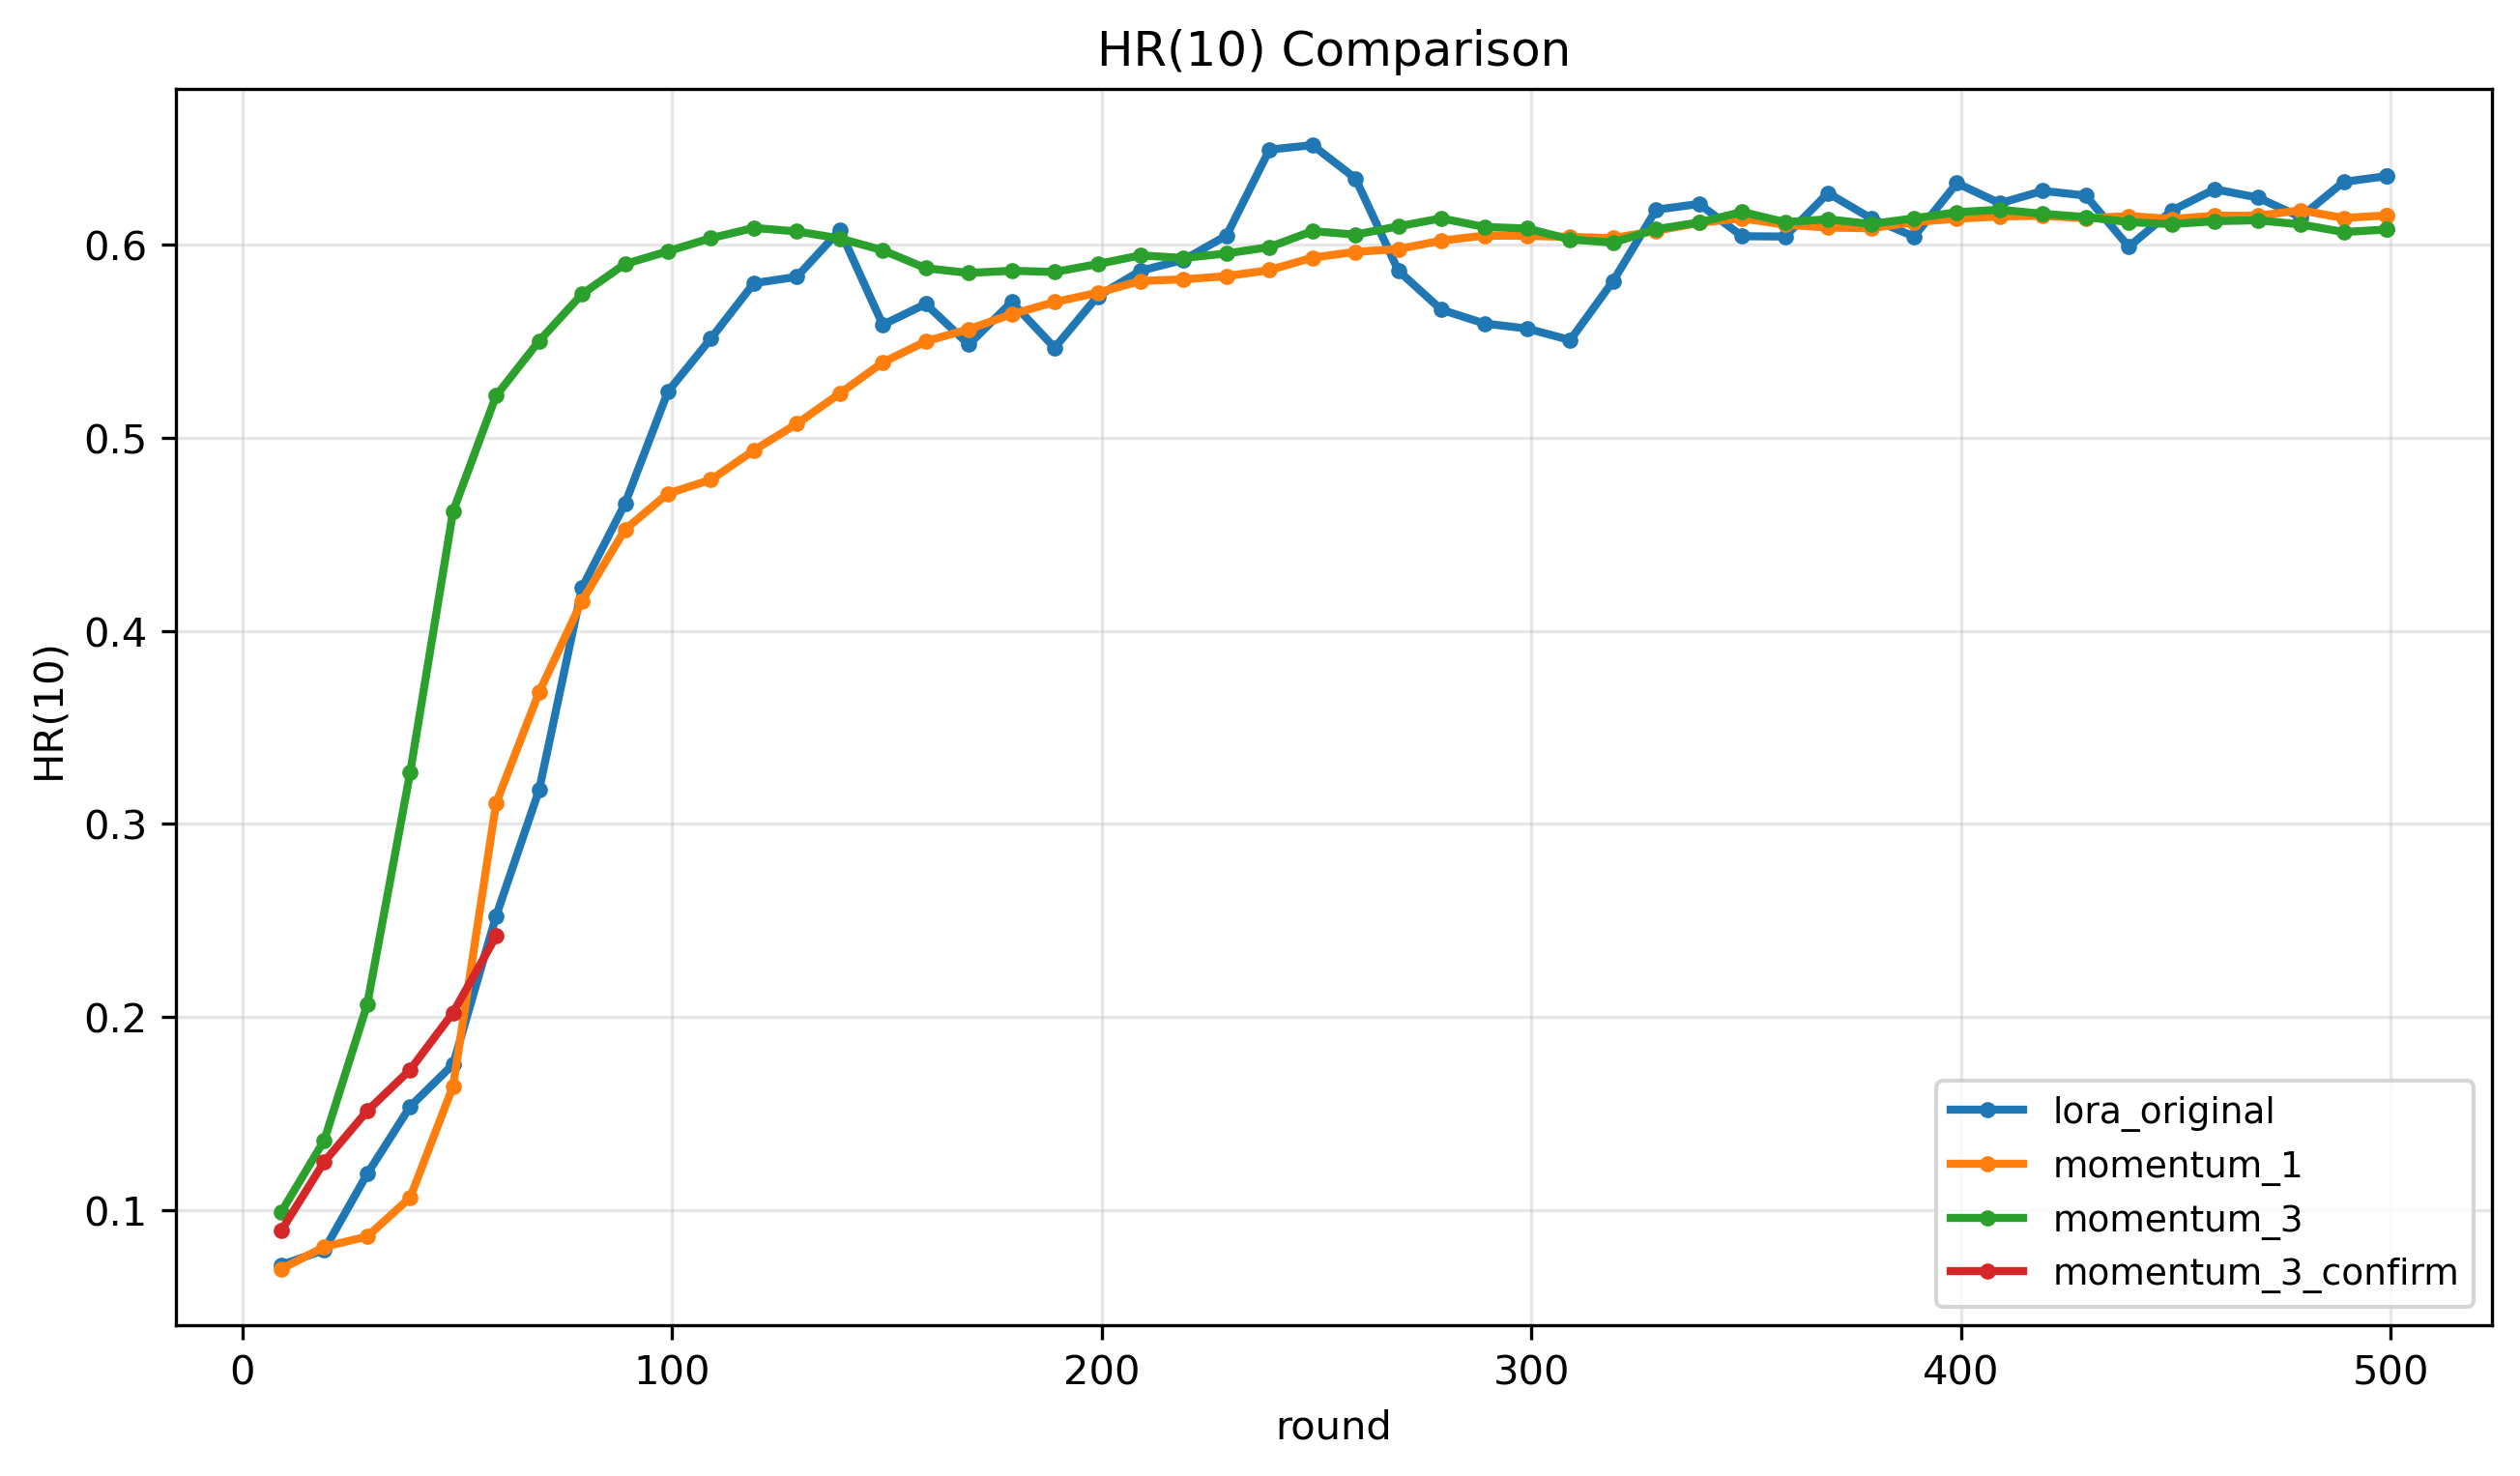 HR(10) Comparison
HR(10)
0.6
0.5
0.4
0.3
0.2
0.1
0 100 200 300 400 500
round
lora_original
momentum_1
momentum_3
momentum_3_confirm